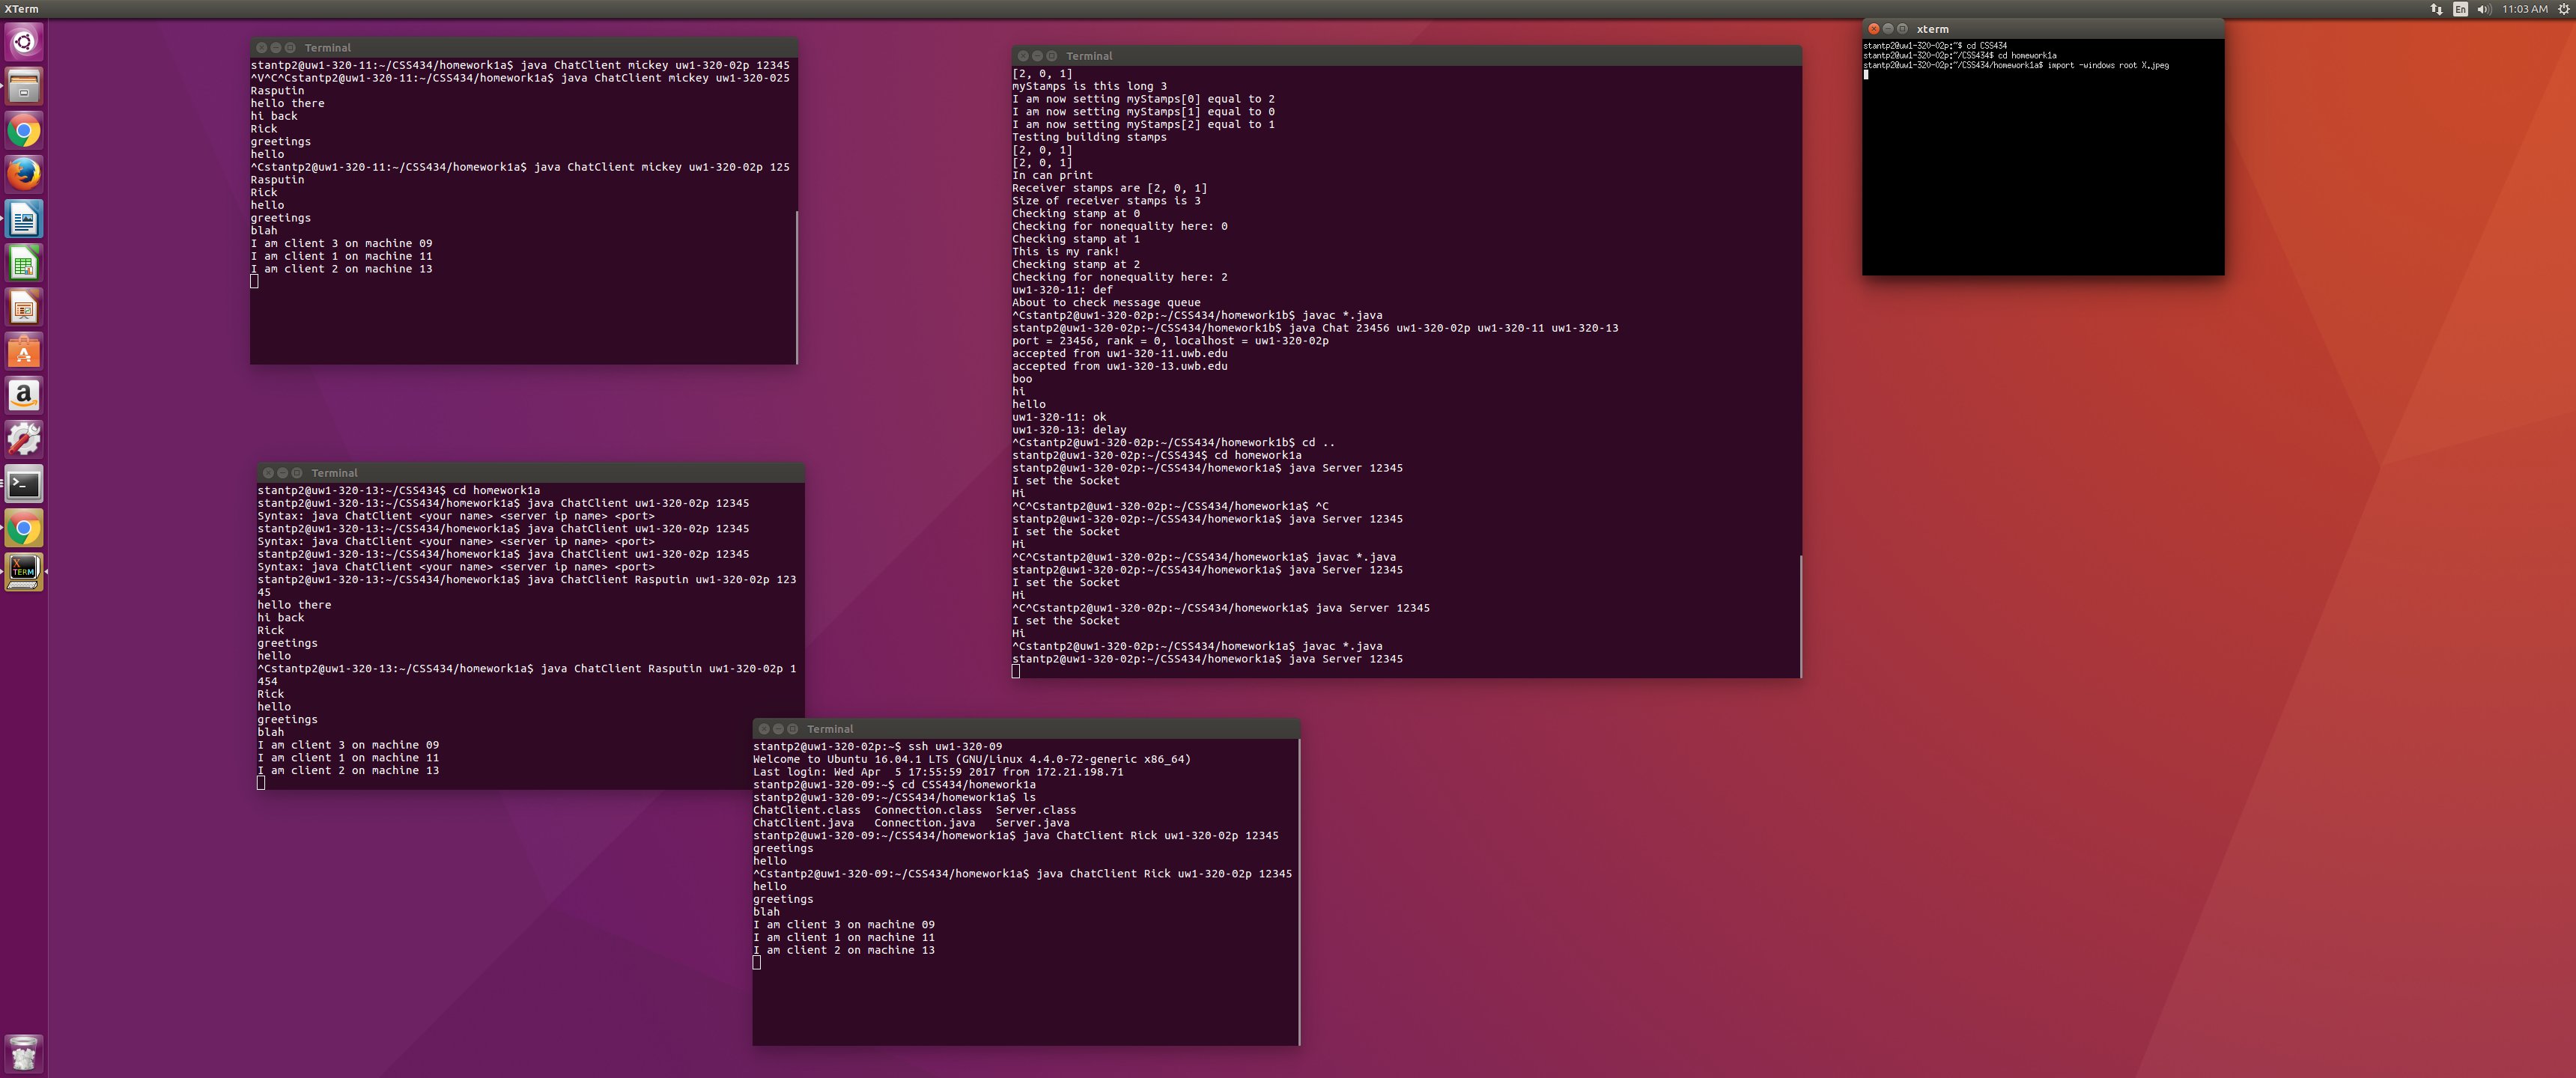 XTerm
En
11:03 AM
Terminal
stantp2@uw1-320-11:~/CSS434/homework1a$ java ChatClient mickey uw1-320-02p 12345
^V^C^Cstantp2@uw1-320-11:~/CSS434/homework1a$ java ChatClient mickey uw1-320-025
Rasputin
hello there
hi back
Rick
greetings
hello
^Cstantp2@uw1-320-11:~/CSS434/homework1a$ java ChatClient mickey uw1-320-02p 125
Rasputin
Rick
hello
greetings
blah
I am client 3 on machine 09
I am client 1 on machine 11
I am client 2 on machine 13
Terminal
[2, 0, 1]
myStamps is this long 3
I am now setting myStamps[0] equal to 2
I am now setting myStamps[1] equal to 0
I am now setting myStamps[2] equal to 1
Testing building stamps
[2, 0, 1]
[2, 0, 1]
In can print
Receiver stamps are [2, 0, 1]
Size of receiver stamps is 3
Checking stamp at 0
Checking for nonequality here: 0
Checking stamp at 1
This is my rank!
Checking stamp at 2
Checking for nonequality here: 2
uw1-320-11: def
About to check message queue
^Cstantp2@uw1-320-02p:~/CSS434/homework1b$ javac *.java
stantp2@uw1-320-02p:~/CSS434/homework1b$ java Chat 23456 uw1-320-02p uw1-320-11 uw1-320-13
port = 23456, rank = 0, localhost = uw1-320-02p
accepted from uw1-320-11.uwb.edu
accepted from uw1-320-13.uwb.edu
boo
hi
hello
uw1-320-11: ok
uw1-320-13: delay
^Cstantp2@uw1-320-02p:~/CSS434/homework1b$ cd ..
stantp2@uw1-320-02p:~/CSS434$ cd homework1a
stantp2@uw1-320-02p:~/CSS434/homework1a$ java Server 12345
I set the Socket
Hi
^C^Cstantp2@uw1-320-02p:~/CSS434/homework1a$ ^C
stantp2@uw1-320-02p:~/CSS434/homework1a$ java Server 12345
I set the Socket
Hi
^C^Cstantp2@uw1-320-02p:~/CSS434/homework1a$ javac *.java
stantp2@uw1-320-02p:~/CSS434/homework1a$ java Server 12345
I set the Socket
Hi
^C^Cstantp2@uw1-320-02p:~/CSS434/homework1a$ java Server 12345
I set the Socket
Hi
^Cstantp2@uw1-320-02p:~/CSS434/homework1a$ javac *.java
stantp2@uw1-320-02p:~/CSS434/homework1a$ java Server 12345
xterm
stantp2@uw1-320-02p:~$ cd CSS434
stantp2@uw1-320-02p:~/CSS434$ cd homework1a
stantp2@uw1-320-02p:~/CSS434/homework1a$ import -windows root X.jpeg
Terminal
stantp2@uw1-320-13:~/CSS434$ cd homework1a
stantp2@uw1-320-13:~/CSS434/homework1a$ java ChatClient uw1-320-02p 12345
Syntax: java ChatClient <your name> <server ip name> <port>
stantp2@uw1-320-13:~/CSS434/homework1a$ java ChatClient uw1-320-02p 12345
Syntax: java ChatClient <your name> <server ip name> <port>
stantp2@uw1-320-13:~/CSS434/homework1a$ java ChatClient uw1-320-02p 12345
Syntax: java ChatClient <your name> <server ip name> <port>
stantp2@uw1-320-13:~/CSS434/homework1a$ java ChatClient Rasputin uw1-320-02p 123
45
hello there
hi back
Rick
greetings
hello
^Cstantp2@uw1-320-13:~/CSS434/homework1a$ java ChatClient Rasputin uw1-320-02p 1
454
Rick
hello
greetings
blah
I am client 3 on machine 09
I am client 1 on machine 11
I am client 2 on machine 13
Terminal
stantp2@uw1-320-02p:~$ ssh uw1-320-09
Welcome to Ubuntu 16.04.1 LTS (GNU/Linux 4.4.0-72-generic x86_64)
Last login: Wed Apr  5 17:55:59 2017 from 172.21.198.71
stantp2@uw1-320-09:~$ cd CSS434/homework1a
stantp2@uw1-320-09:~/CSS434/homework1a$ ls
ChatClient.class  Connection.class  Server.class
ChatClient.java   Connection.java   Server.java
stantp2@uw1-320-09:~/CSS434/homework1a$ java ChatClient Rick uw1-320-02p 12345
greetings
hello
^Cstantp2@uw1-320-09:~/CSS434/homework1a$ java ChatClient Rick uw1-320-02p 12345
hello
greetings
blah
I am client 3 on machine 09
I am client 1 on machine 11
I am client 2 on machine 13
a
X
TERM